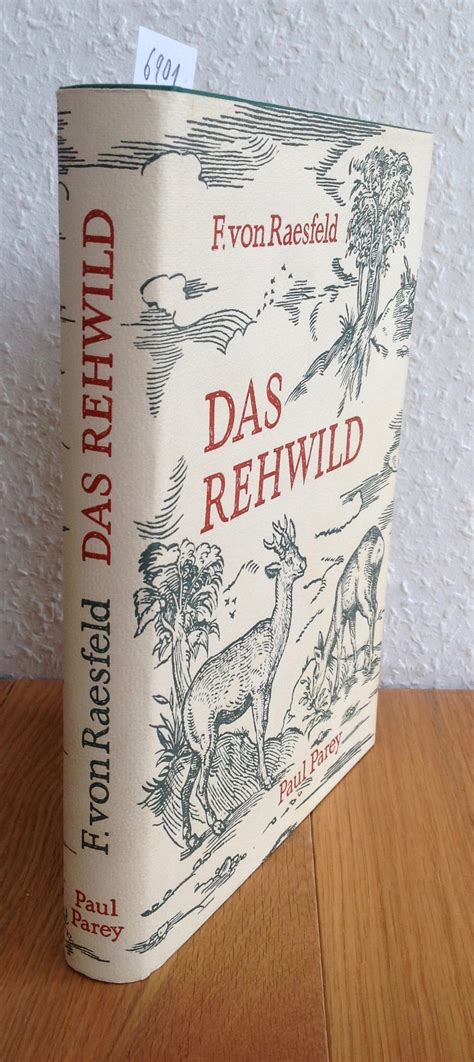 6901
F. von Raesfeld
DAS
REHWILD
Paul Parey
F. von Raesfeld DAS REHWILD
Paul
Parey